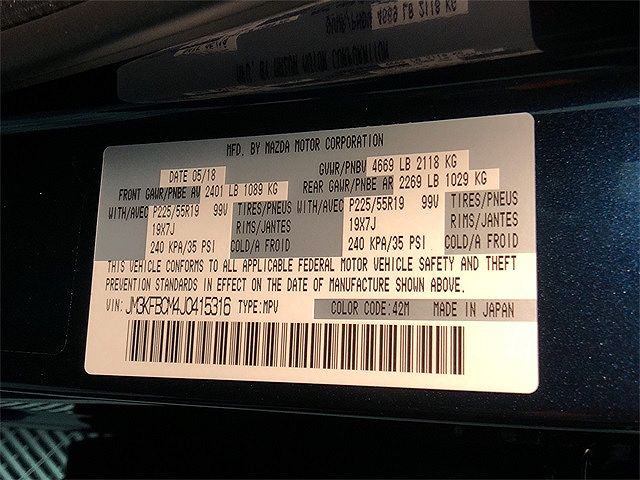 MFD. BY MAZDA MOTOR CORPORATION
DATE 05/18 GVWR/PNBV 4669 LB 2118 KG
FRONT GAWR/PNBE AV 2401 LB 1089 KG REAR GAWR/PNBE AR 2269 LB 1029 KG
WITH/AVEC P225/55R19 99V TIRES/PNEUS WITH/AVEC P225/55R19 99V TIRES/PNEUS
19X7J RIMS/JANTES 19X7J RIMS/JANTES
240 KPA/35 PSI COLD/A FROID 240 KPA/35 PSI COLD/A FROID
THIS VEHICLE CONFORMS TO ALL APPLICABLE FEDERAL MOTOR VEHICLE SAFETY AND THEFT
PREVENTION STANDARDS IN EFFECT ON THE DATE OF MANUFACTURE SHOWN ABOVE.
VIN: JM3KFBCM4J0415316 TYPE:MPV COLOR CODE:42M MADE IN JAPAN